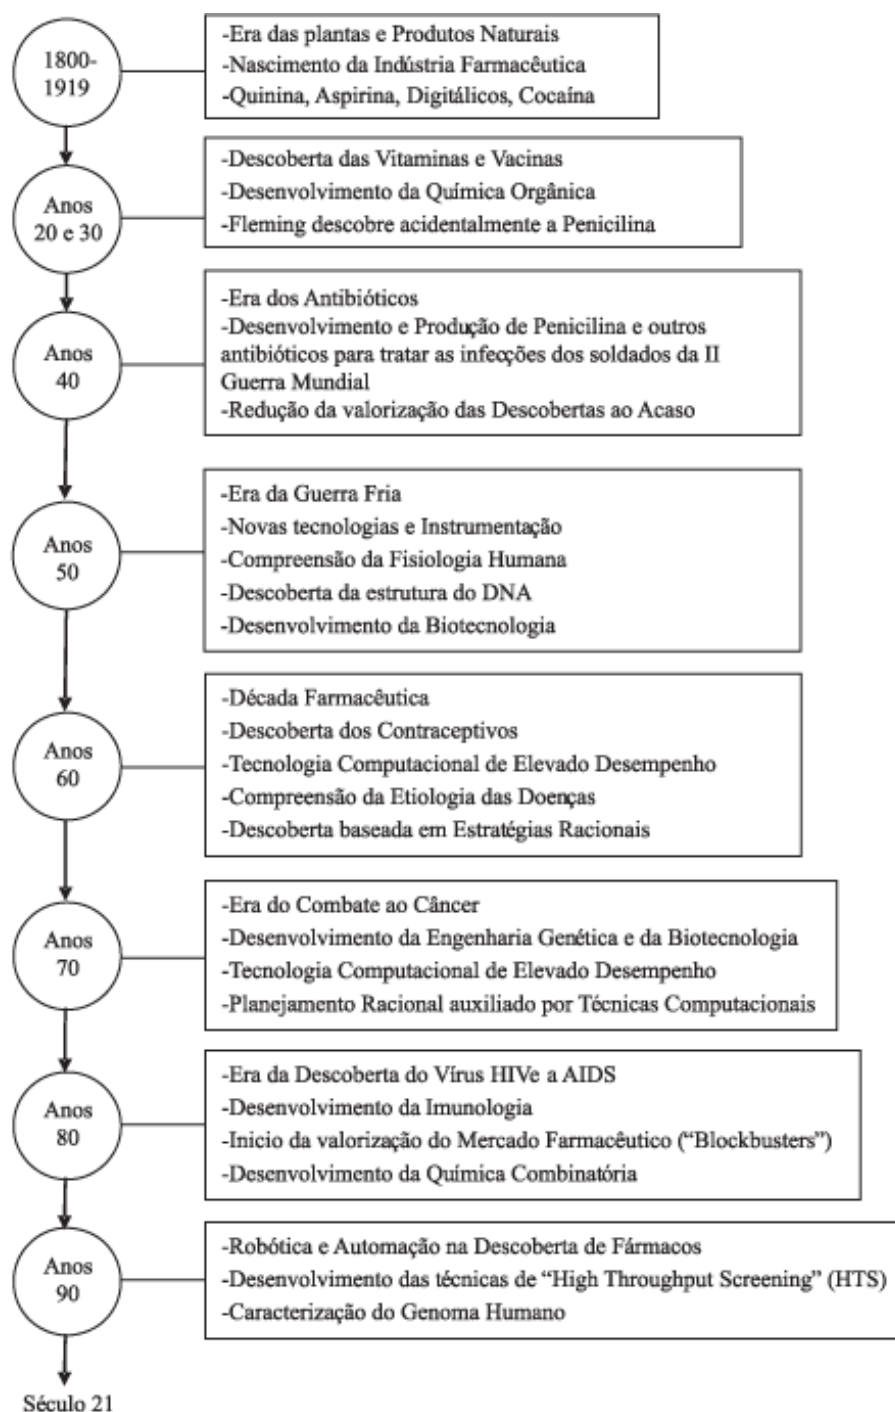 1800-
1919
-Era das plantas e Produtos Naturais
-Nascimento da Indústria Farmacêutica
-Quinina, Aspirina, Digitálicos, Cocaína
Anos
20 e 30
-Descoberta das Vitaminas e Vacinas
-Desenvolvimento da Química Orgânica
-Fleming descobre acidentalmente a Penicilina
Anos
40
-Era dos Antibióticos
-Desenvolvimento e Produção de Penicilina e outros
antibióticos para tratar as infecções dos soldados da II
Guerra Mundial
-Redução da valorização das Descobertas ao Acaso
Anos
50
-Era da Guerra Fria
-Novas tecnologias e Instrumentação
-Compreensão da Fisiologia Humana
-Descoberta da estrutura do DNA
-Desenvolvimento da Biotecnologia
Anos
60
-Década Farmacêutica
-Descoberta dos Contraceptivos
-Tecnologia Computacional de Elevado Desempenho
-Compreensão da Etiologia das Doenças
-Descoberta baseada em Estratégias Racionais
Anos
70
-Era do Combate ao Câncer
-Desenvolvimento da Engenharia Genética e da Biotecnologia
-Tecnologia Computacional de Elevado Desempenho
-Planejamento Racional auxiliado por Técnicas Computacionais
Anos
80
-Era da Descoberta do Vírus HIVe a AIDS
-Desenvolvimento da Imunologia
-Inicio da valorização do Mercado Farmacêutico (“Blockbusters”)
-Desenvolvimento da Química Combinatória
Anos
90
-Robótica e Automação na Descoberta de Fármacos
-Desenvolvimento das técnicas de “High Throughput Screening” (HTS)
-Caracterização do Genoma Humano
Século 21